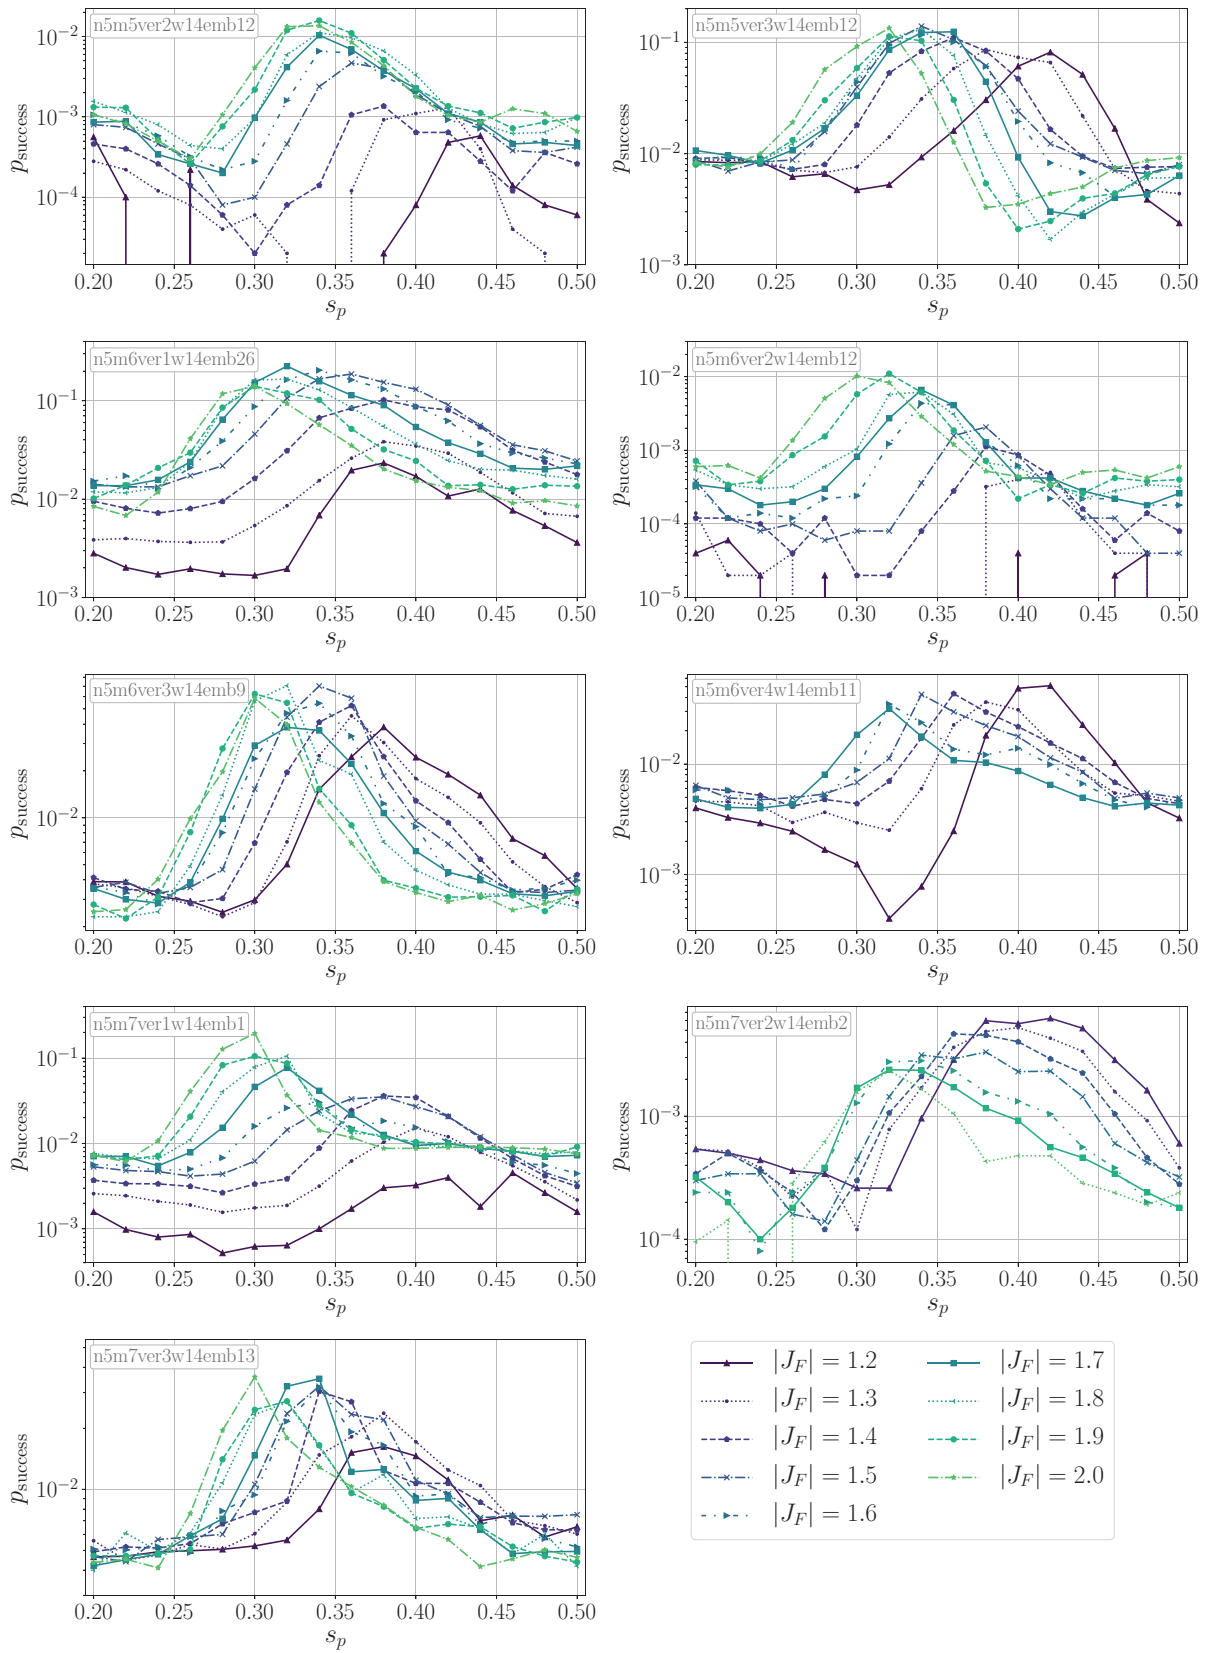 n5m5ver2w14emb12
10^{-2}
10^{-3}
10^{-4}
p_success
0.20 0.25 0.30 0.35 0.40 0.45 0.50
s_p
n5m5ver3w14emb12
10^{-1}
10^{-2}
10^{-3}
p_success
0.20 0.25 0.30 0.35 0.40 0.45 0.50
s_p
n5m6ver1w14emb26
10^{-1}
10^{-2}
10^{-3}
p_success
0.20 0.25 0.30 0.35 0.40 0.45 0.50
s_p
n5m6ver2w14emb12
10^{-2}
10^{-3}
10^{-4}
10^{-5}
p_success
0.20 0.25 0.30 0.35 0.40 0.45 0.50
s_p
n5m6ver3w14emb9
10^{-2}
p_success
0.20 0.25 0.30 0.35 0.40 0.45 0.50
s_p
n5m6ver4w14emb11
10^{-2}
10^{-3}
p_success
0.20 0.25 0.30 0.35 0.40 0.45 0.50
s_p
n5m7ver1w14emb1
10^{-1}
10^{-2}
10^{-3}
p_success
0.20 0.25 0.30 0.35 0.40 0.45 0.50
s_p
n5m7ver2w14emb2
10^{-3}
10^{-4}
p_success
0.20 0.25 0.30 0.35 0.40 0.45 0.50
s_p
n5m7ver3w14emb13
10^{-2}
p_success
0.20 0.25 0.30 0.35 0.40 0.45 0.50
s_p
|J_F| = 1.2
|J_F| = 1.3
|J_F| = 1.4
|J_F| = 1.5
|J_F| = 1.6
|J_F| = 1.7
|J_F| = 1.8
|J_F| = 1.9
|J_F| = 2.0